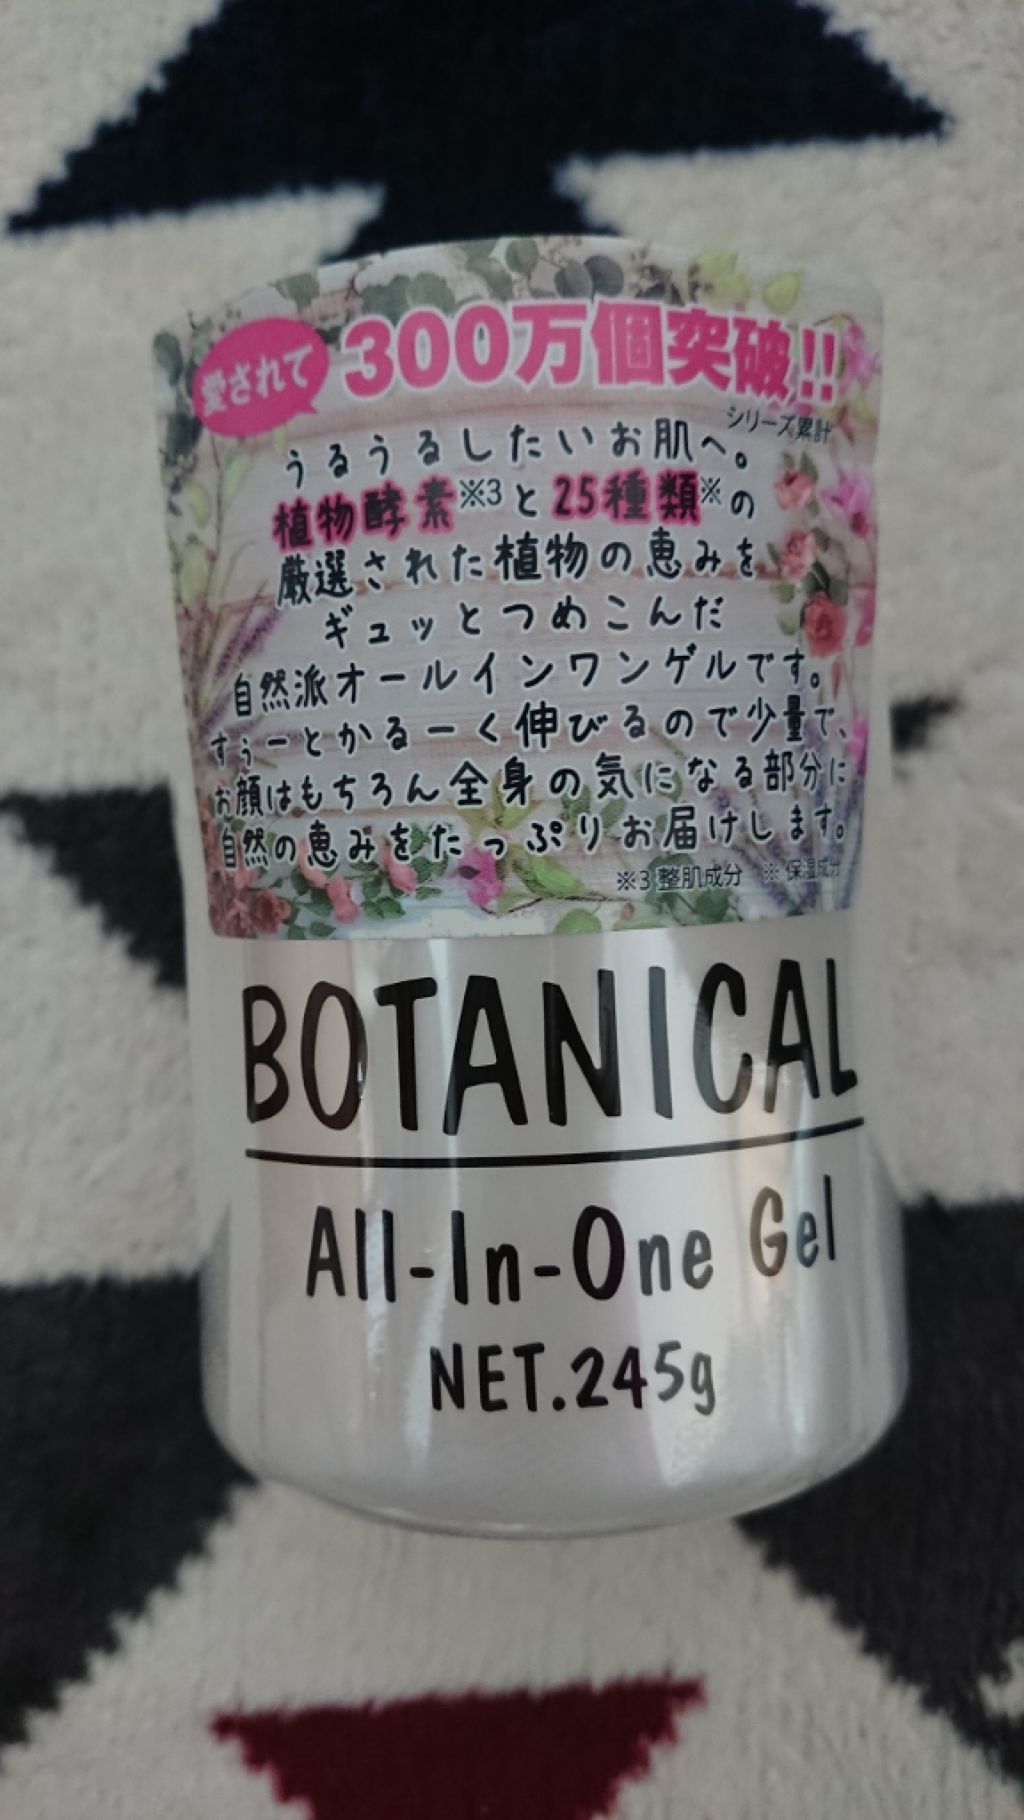 愛されて 300万個突破!!
シリーズ累計
うるうるしたいお肌へ。
植物酵素※3と25種類※の
厳選された植物の恵みを
ギュッとつめこんだ
自然派オールインワンゲルです。
すぅーとかるーく伸びるので少量で、
お顔はもちろん全身の気になる部分に
自然の恵みをたっぷりお届けします。
※3 整肌成分 ※ 保湿成分
BOTANICAL
All-In-One Gel
NET.245g